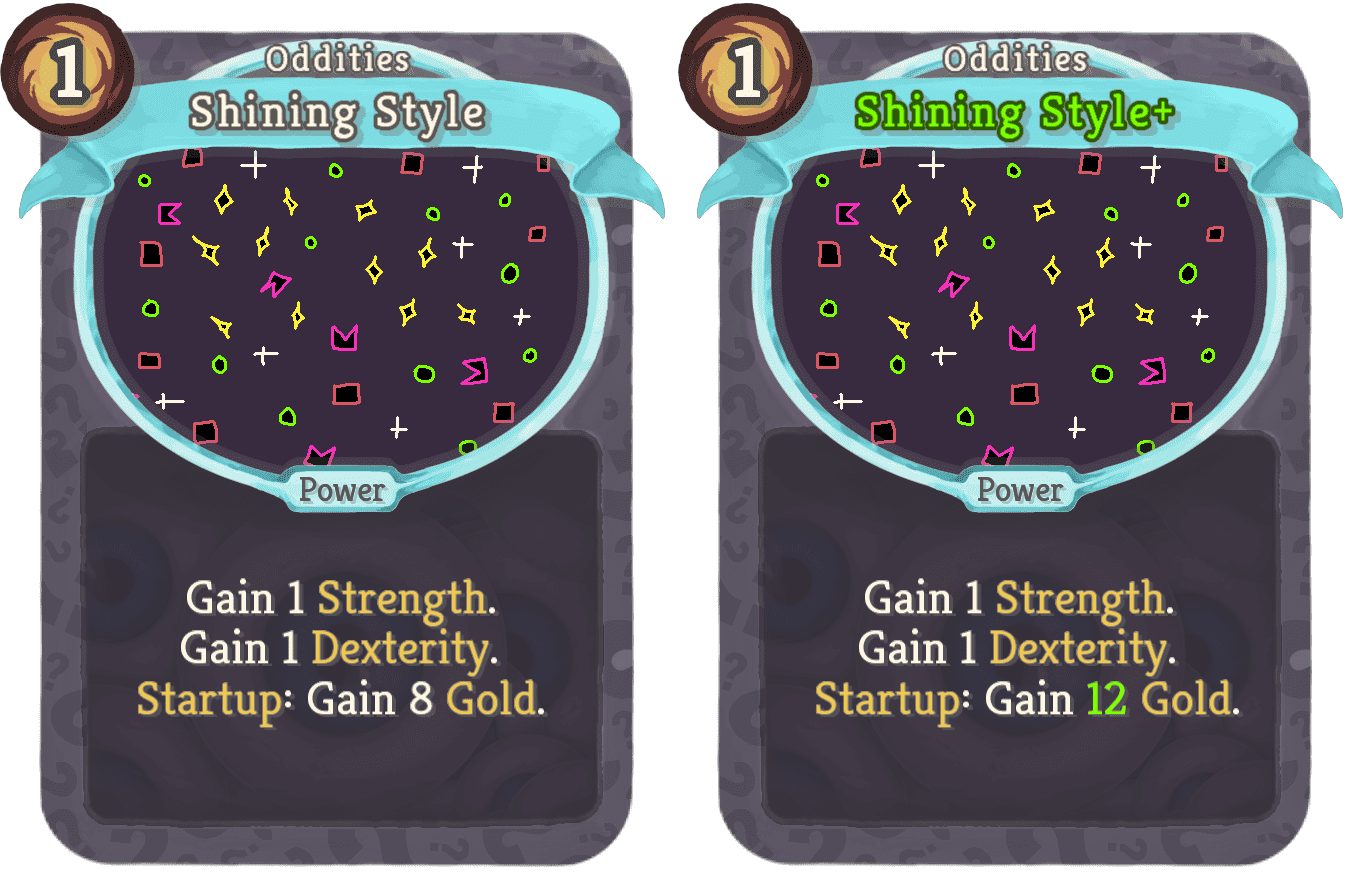 1
Oddities
Shining Style
Power
Gain 1 Strength.
Gain 1 Dexterity.
Startup: Gain 8 Gold.
1
Oddities
Shining Style+
Power
Gain 1 Strength.
Gain 1 Dexterity.
Startup: Gain 12 Gold.